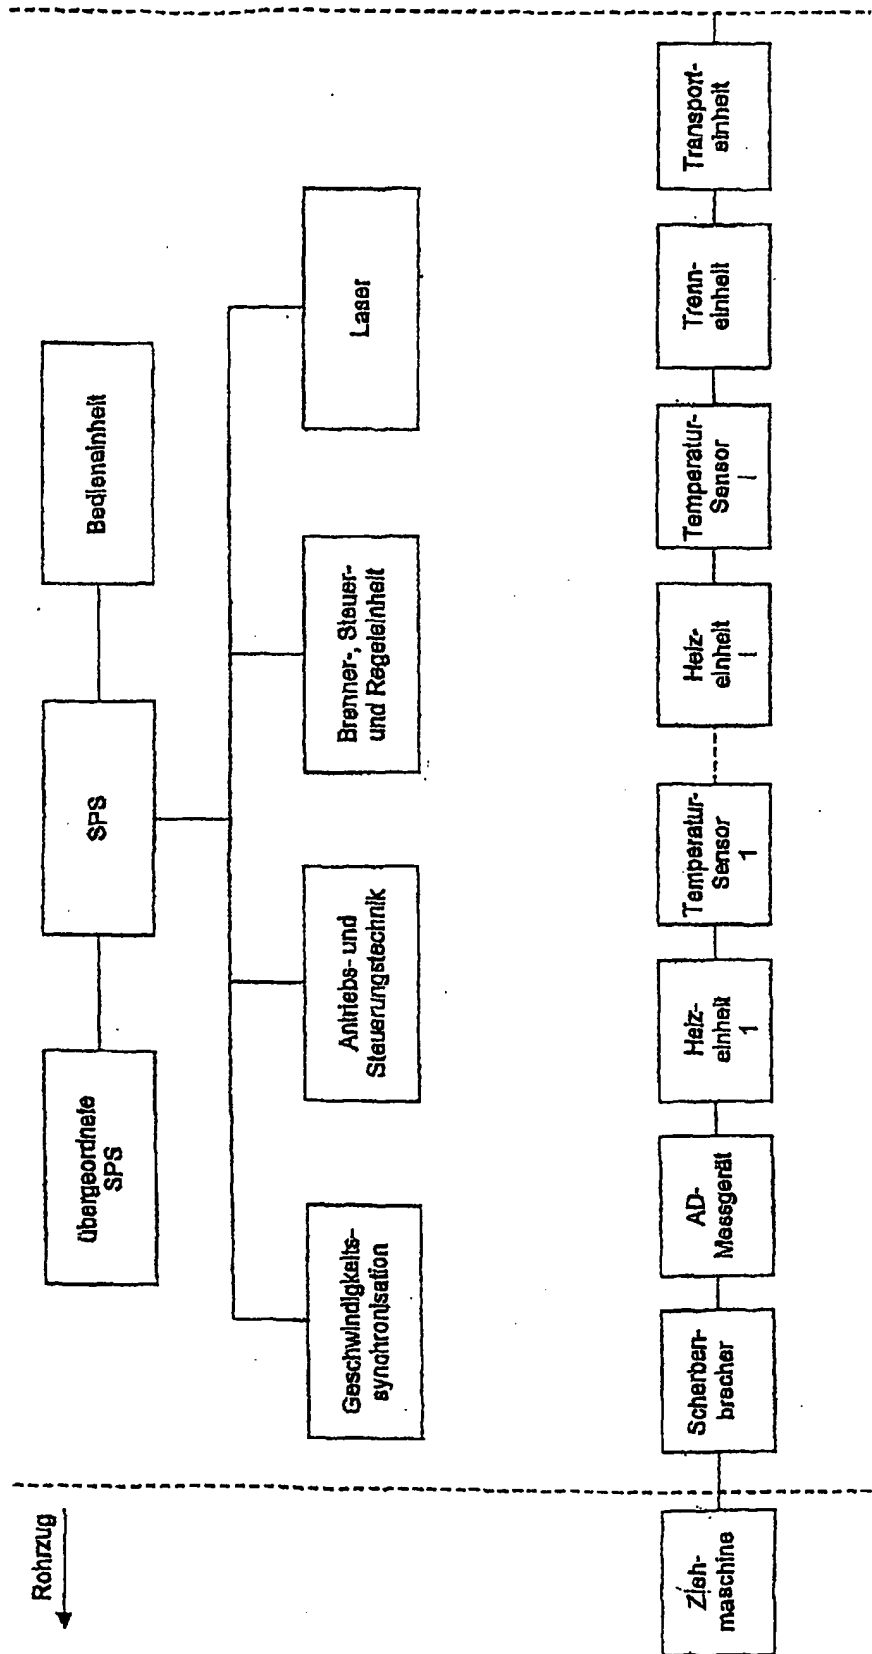 Rohrzug
übergeordnete
SPS
SPS
Bedieneinheit
Geschwindigkeits-
synchronisation
Antriebs- und
Steuerungstechnik
Brenner-, Steuer-
und Regeleinheit
Laser
Zieh-
maschine
Scherben-
brecher
AD-
Messgerät
Heiz-
einheit
1
Temperatur-
Sensor
1
Heiz-
einheit
i
Temperatur-
Sensor
i
Trenn-
einheit
Transport-
einheit